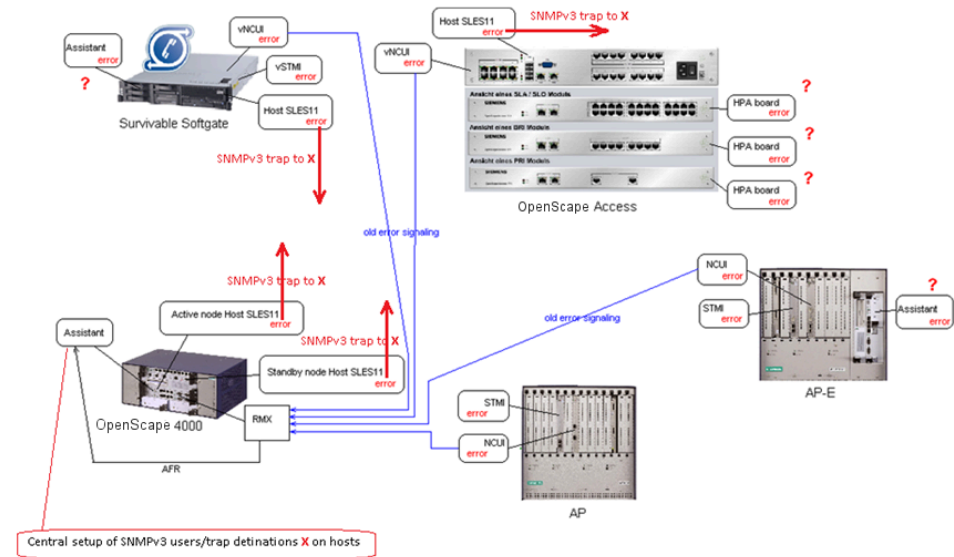 Host SLES11
error
SNMPv3 trap to X
vNCUI
error
vNCUI
error
Assistant
error
?
vSTMI
error
Host SLES11
error
Survivable Softgate
SNMPv3 trap to X
Ansicht eines SLA / SLO Moduls
SIEMENS
HPA board
error
?
Ansicht eines BRI Module
SIEMENS
HPA board
error
?
Ansicht eines PRI Moduls
SIEMENS
HPA board
error
?
OpenScape Access
old error signaling
SNMPv3 trap to X
Active node Host SLES11
error
SNMPv3 trap to X
Standby node Host SLES11
error
Assistant
OpenScape 4000
RMX
AFR
old error signaling
NCUI
error
STMI
error
?
Assistant
error
AP-E
STMI
error
NCUI
error
AP
Central setup of SNMPv3 users/trap detinations X on hosts